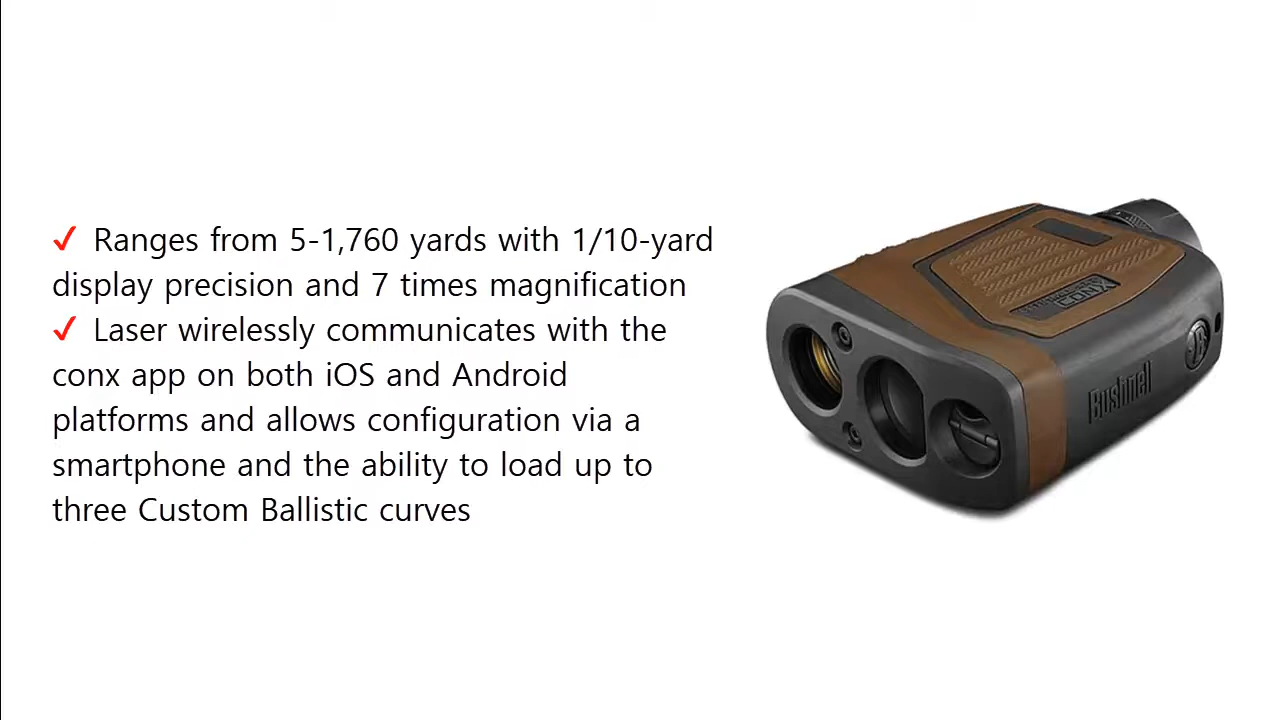 ✓ Ranges from 5-1,760 yards with 1/10-yard
display precision and 7 times magnification
✓ Laser wirelessly communicates with the
conx app on both iOS and Android
platforms and allows configuration via a
smartphone and the ability to load up to
three Custom Ballistic curves
CONX
Bushnell
B